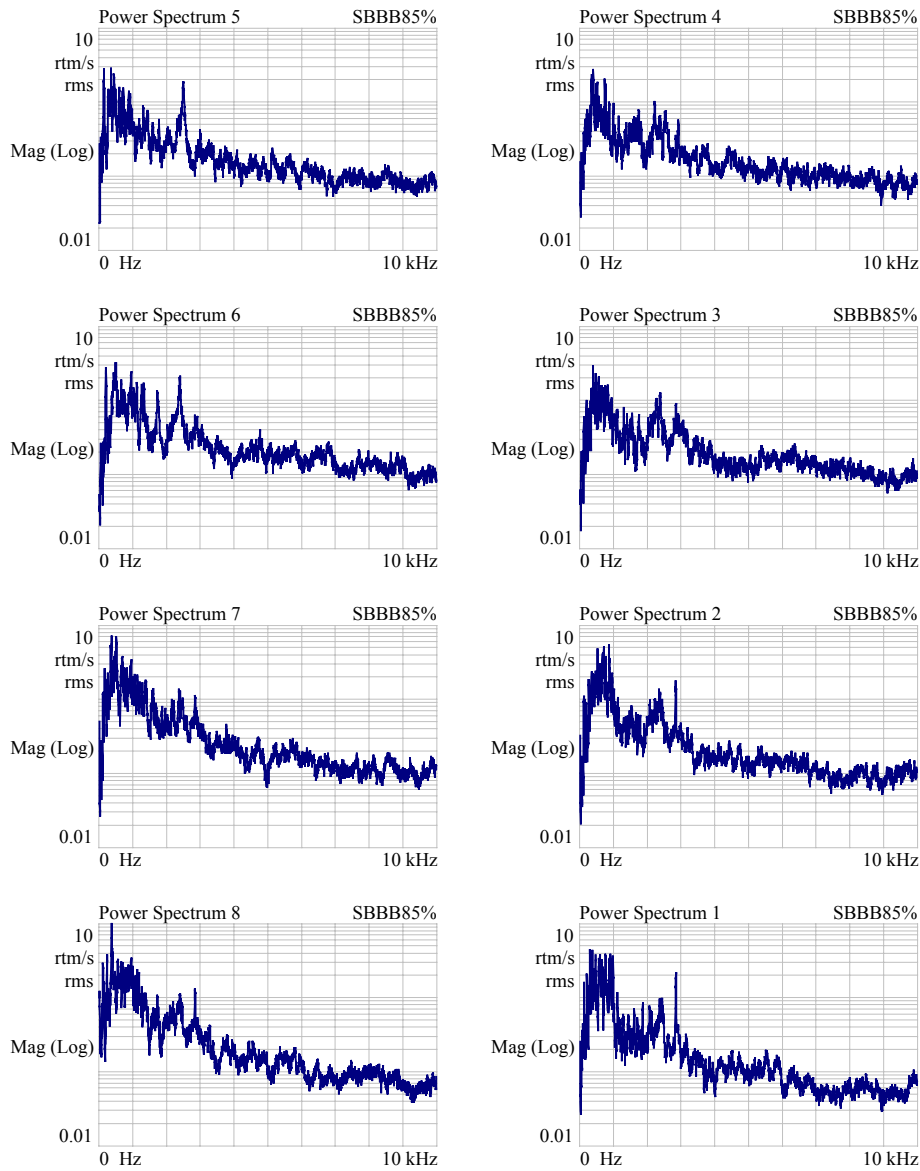 Power Spectrum 5 SBBB85%
10
rtm/s
rms
Mag (Log)
0.01
0 Hz 10 kHz
Power Spectrum 4 SBBB85%
10
rtm/s
rms
Mag (Log)
0.01
0 Hz 10 kHz
Power Spectrum 6 SBBB85%
10
rtm/s
rms
Mag (Log)
0.01
0 Hz 10 kHz
Power Spectrum 3 SBBB85%
10
rtm/s
rms
Mag (Log)
0.01
0 Hz 10 kHz
Power Spectrum 7 SBBB85%
10
rtm/s
rms
Mag (Log)
0.01
0 Hz 10 kHz
Power Spectrum 2 SBBB85%
10
rtm/s
rms
Mag (Log)
0.01
0 Hz 10 kHz
Power Spectrum 8 SBBB85%
10
rtm/s
rms
Mag (Log)
0.01
0 Hz 10 kHz
Power Spectrum 1 SBBB85%
10
rtm/s
rms
Mag (Log)
0.01
0 Hz 10 kHz